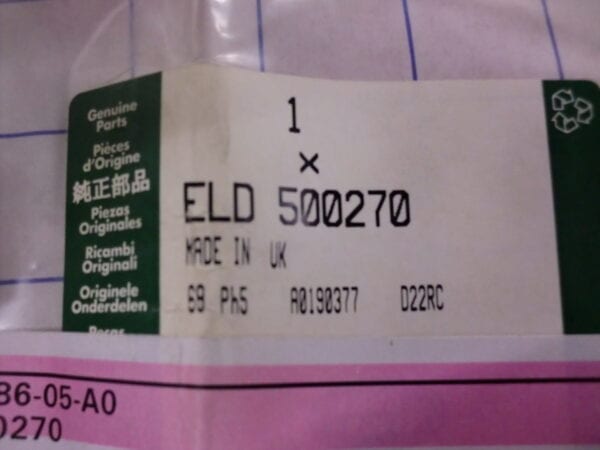 Genuine
Parts
Pièces
d'Origine
純正部品
Piezas
Originales
Ricambi
Originali
Originele
Onderdelen
1
×
ELD 500270
MADE IN UK
69 Ph5 A0190377 D22RC
B6-05-A0
0270